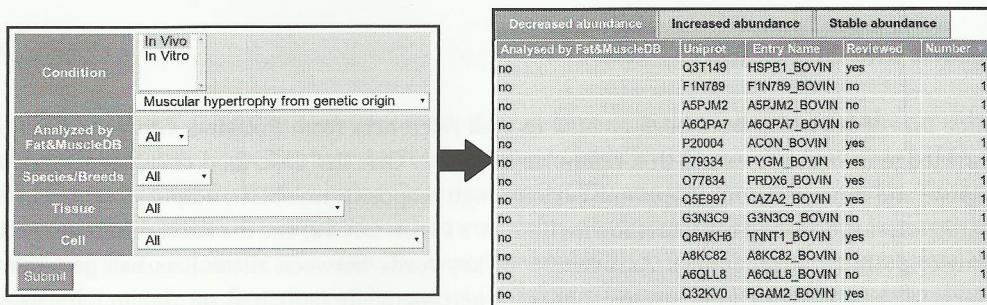 Condition
In Vivo
In Vitro
Muscular hypertrophy from genetic origin
Analyzed by
Fat&MuscleDB
All
Species/Breeds
All
Tissue
All
Cell
All
Submit
Decreased abundance Increased abundance Stable abundance
Analysed by Fat&MuscleDB Uniprot Entry Name Reviewed Number
no Q3T149 HSPB1_BOVIN yes 1
no F1N789 F1N789_BOVIN no 1
no A5PJM2 A5PJM2_BOVIN no 1
no A6QPA7 A6QPA7_BOVIN no 1
no P20004 ACON_BOVIN yes 1
no P79334 PYGM_BOVIN yes 1
no O77834 PRDX6_BOVIN yes 1
no Q5E997 CAZA2_BOVIN yes 1
no G3N3C9 G3N3C9_BOVIN no 1
no Q8MKH6 TNNT1_BOVIN yes 1
no A8KC82 A8KC82_BOVIN no 1
no A6QLL8 A6QLL8_BOVIN no 1
no Q32KV0 PGAM2_BOVIN yes 1